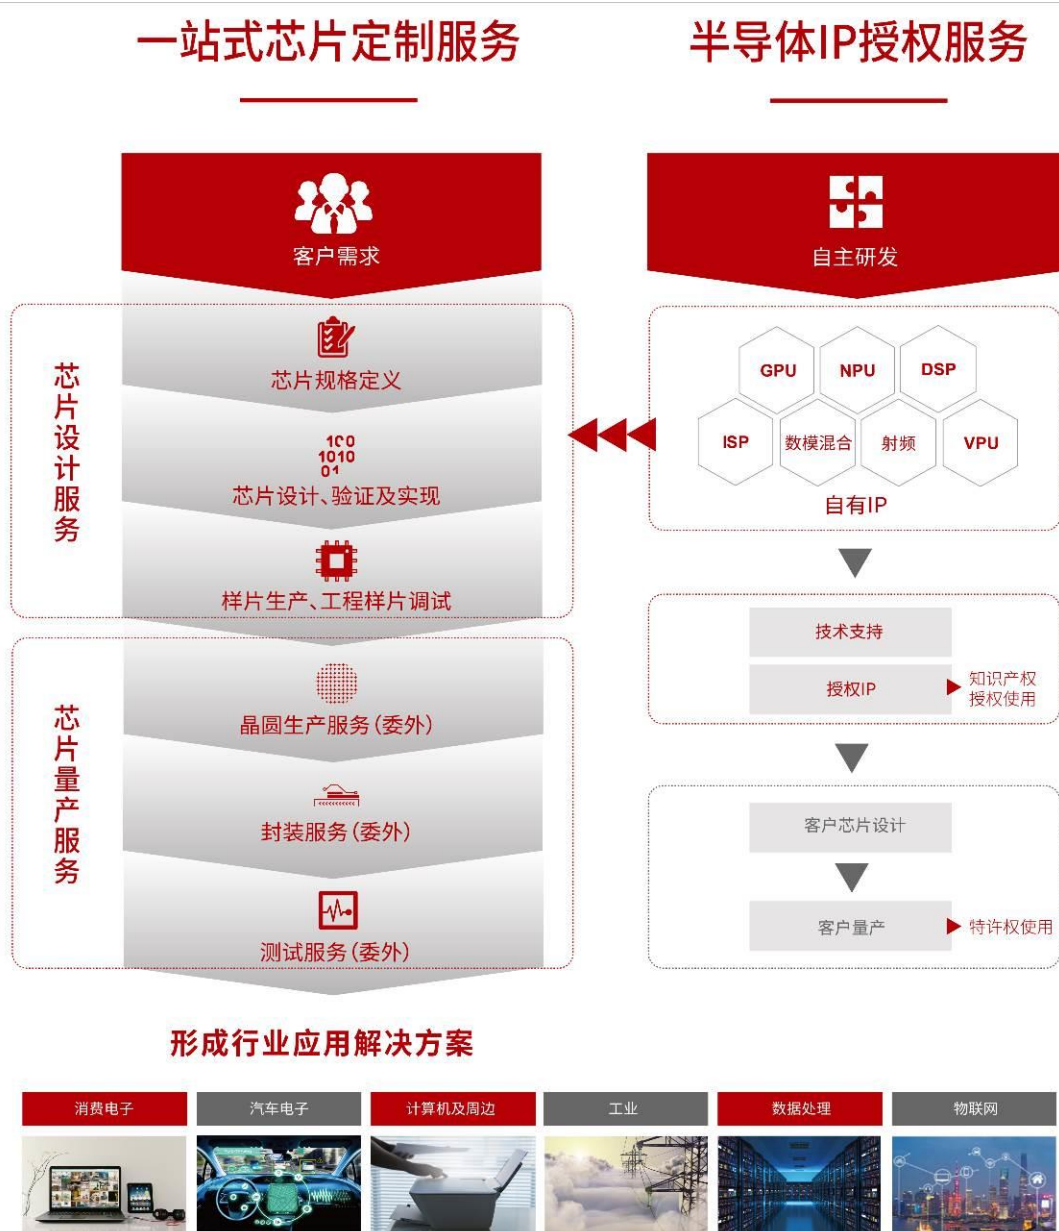 一站式芯片定制服务
半导体IP授权服务
客户需求
芯片设计服务
芯片规格定义
100
1010
01
芯片设计、验证及实现
样片生产、工程样片调试
芯片量产服务
晶圆生产服务(委外)
封装服务(委外)
测试服务(委外)
自主研发
GPU
NPU
DSP
ISP
数模混合
射频
VPU
自有IP
技术支持
授权IP
知识产权
授权使用
客户芯片设计
客户量产
特许权使用
形成行业应用解决方案
消费电子
汽车电子
计算机及周边
工业
数据处理
物联网